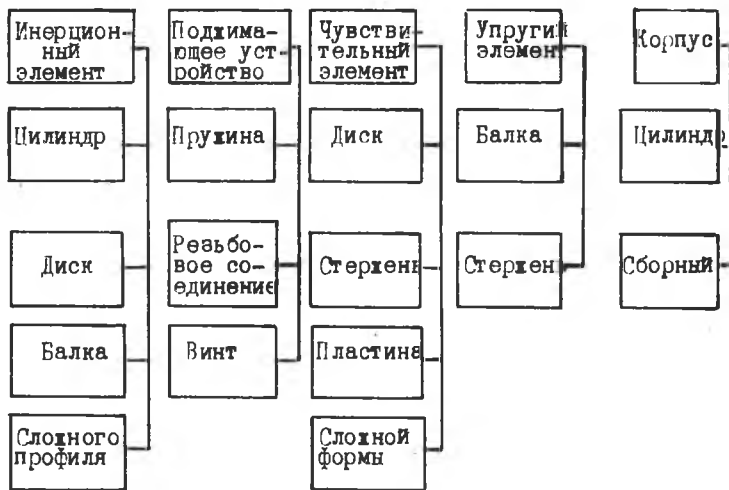 Инерцион-
ный
элемент
Поджима-
ющее уст-
ройство
Чувстви-
тельный
элемент
Упругий
элемент
Корпус
Цилиндр
Пружина
Диск
Балка
Цилиндр
Диск
Резьбо-
вое со-
единение
Стержень
Стержень
Сборный
Балка
Винт
Пластина
Сложного
профиля
Сложной
формы